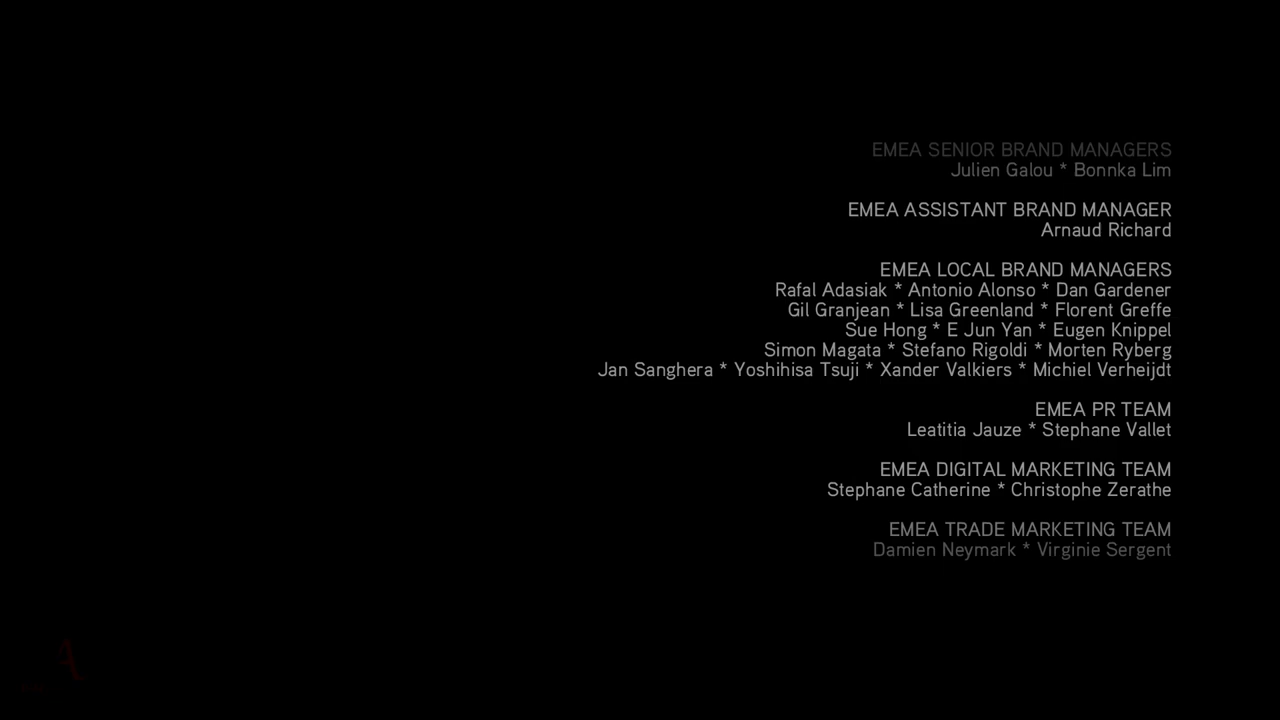 EMEA SENIOR BRAND MANAGERS
Julien Galou * Bonnka Lim
EMEA ASSISTANT BRAND MANAGER
Arnaud Richard
EMEA LOCAL BRAND MANAGERS
Rafal Adasiak * Antonio Alonso * Dan Gardener
Gil Granjean * Lisa Greenland * Florent Greffe
Sue Hong * E Jun Yan * Eugen Knippel
Simon Magata * Stefano Rigoldi * Morten Ryberg
Jan Sanghera * Yoshihisa Tsuji * Xander Valkiers * Michiel Verheijdt
EMEA PR TEAM
Leatitia Jauze * Stephane Vallet
EMEA DIGITAL MARKETING TEAM
Stephane Catherine * Christophe Zerathe
EMEA TRADE MARKETING TEAM
Damien Neymark * Virginie Sergent